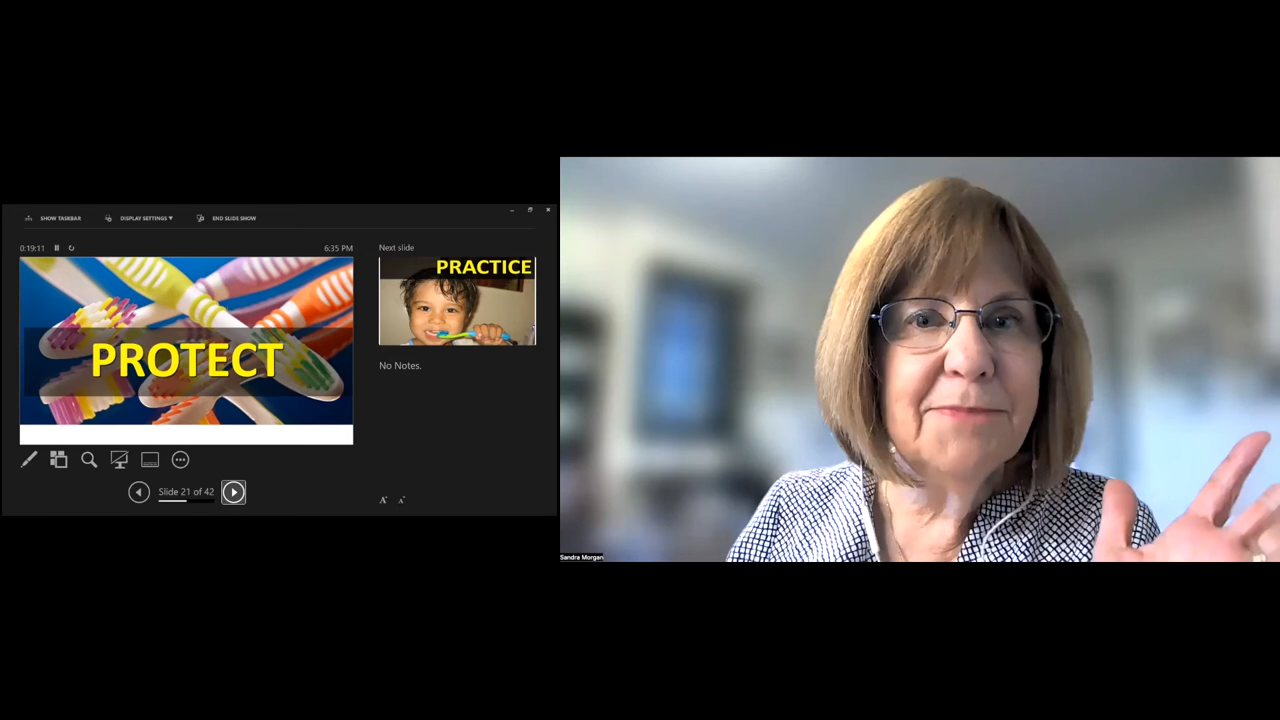 SHOW TASKBAR
DISPLAY SETTINGS ▼
END SLIDE SHOW
0:19:11
6:35 PM
PROTECT
Slide 21 of 42
Next slide
PRACTICE
No Notes.
A
A
Sandra Morgan